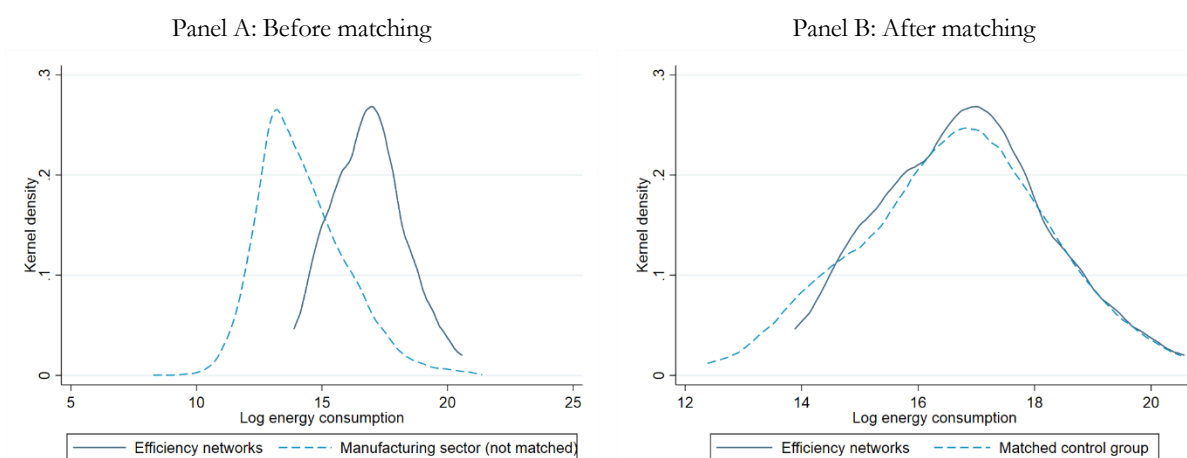 Panel A: Before matching
Panel B: After matching
Kernel density
.3
.2
.1
0
5 10 15 20 25
Log energy consumption
Efficiency networks Manufacturing sector (not matched)
Kernel density
.3
.2
.1
0
12 14 16 18 20
Log energy consumption
Efficiency networks Matched control group